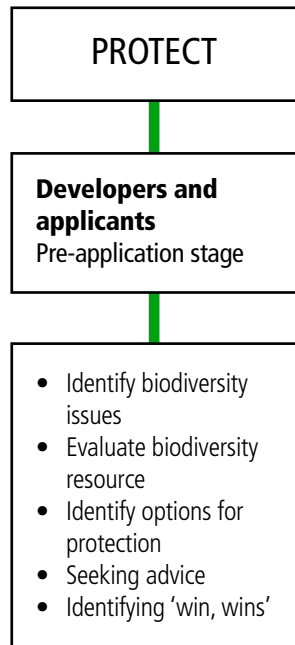 PROTECT
Developers and
applicants
Pre-application stage
• Identify biodiversity
issues
• Evaluate biodiversity
resource
• Identify options for
protection
• Seeking advice
• Identifying ‘win, wins’